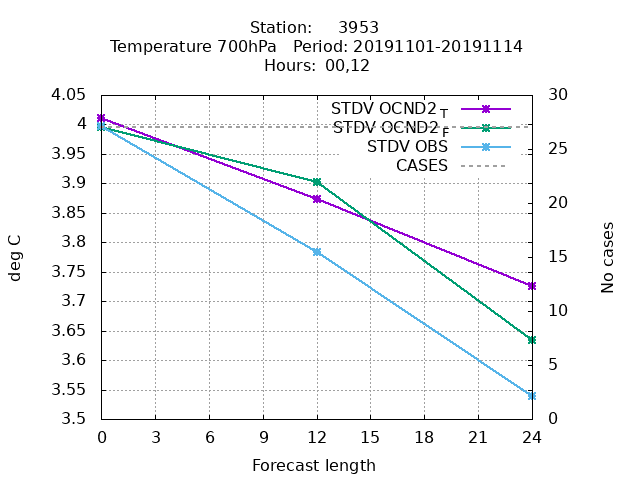 Station: 3953
Temperature 700hPa Period: 20191101-20191114
Hours: 00,12
4.05
4
3.95
3.9
3.85
3.8
3.75
3.7
3.65
3.6
3.55
3.5
deg C
STDV OCND2_T
STDV OCND2_F
STDV OBS
CASES
30
25
20
15
10
5
0
No cases
0 3 6 9 12 15 18 21 24
Forecast length